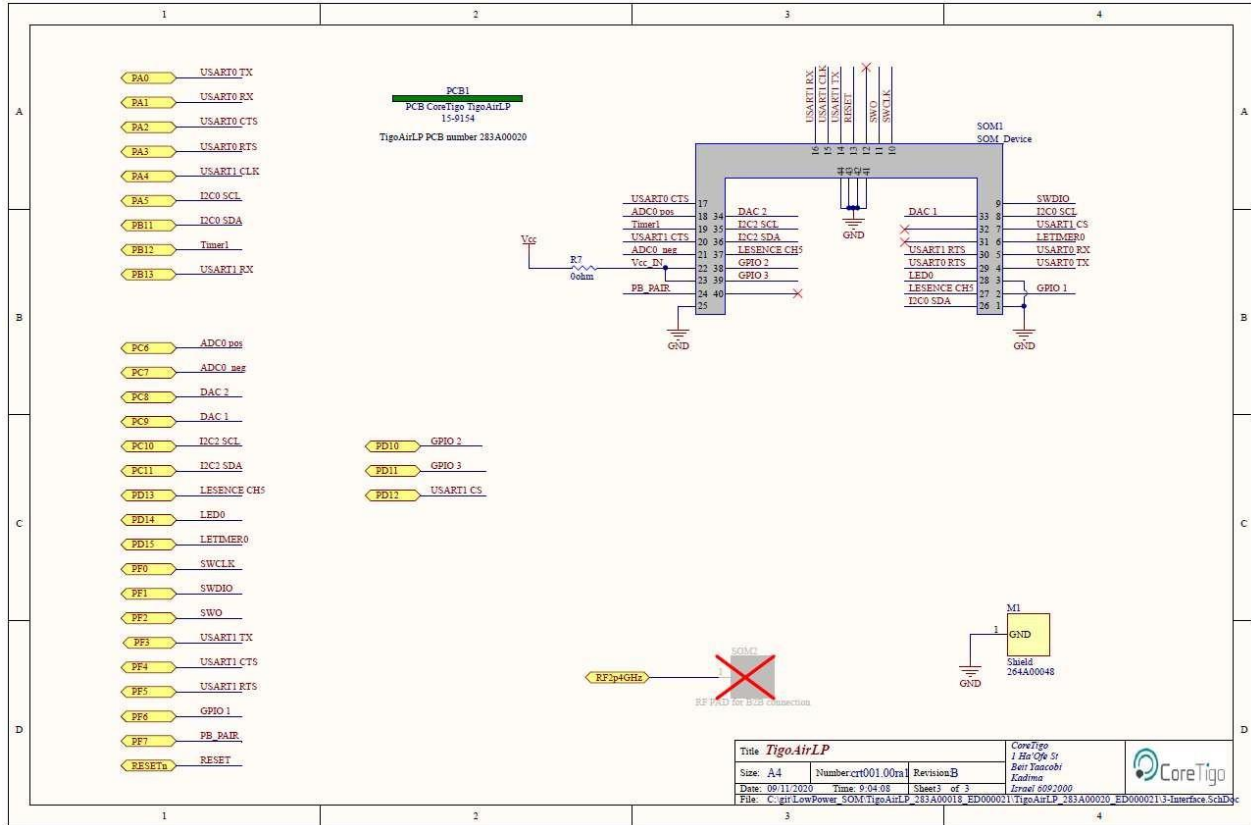 1 2 3 4
A
B
C
D
PA0 USART0 TX
PA1 USART0 RX
PA2 USART0 CTS
PA3 USART0 RTS
PA4 USART1 CLK
PA5 I2C0 SCL
PB11 I2C0 SDA
PB12 Timer1
PB13 USART1 RX
PC6 ADC0 pos
PC7 ADC0_neg
PC8 DAC 2
PC9 DAC 1
PC10 I2C2 SCL
PC11 I2C2 SDA
PD13 LESENCE CH5
PD14 LED0
PD15 LETIMER0
PF0 SWCLK
PF1 SWDIO
PF2 SWO
PF3 USART1 TX
PF4 USART1 CTS
PF5 USART1 RTS
PF6 GPIO 1
PF7 PB_PAIR
RESETn RESET
PCB1
PCB CoreTigo TigoAirLP
15-9154
TigoAirLP PCB number 283A00020
PD10 GPIO 2
PD11 GPIO 3
PD12 USART1 CS
USART1 RX
USART1 CLK
USART1 TX
RESET
SWO
SWCLK
16 15 14 13 12 11 10
SOM1
SOM_Device
44 43 42 41
GND
USART0 CTS 17
ADC0 pos 18 34 DAC 2
Timer1 19 35 I2C2 SCL
USART1 CTS 20 36 I2C2 SDA
ADC0_neg 21 37 LESENCE CH5
Vcc_IN 22 38 GPIO 2
23 39 GPIO 3
PB_PAIR 24 40
25
GND
Vcc
R7
0ohm
9 SWDIO
DAC 1 33 8 I2C0 SCL
32 7 USART1 CS
31 6 LETIMER0
USART1 RTS 30 5 USART0 RX
USART0 RTS 29 4 USART0 TX
LED0 28 3
LESENCE CH5 27 2 GPIO 1
I2C0 SDA 26 1
GND
RF2p4GHz
1
SOM2
RF PAD for B2B connection
M1
1 GND
Shield
264A00048
GND
Title TigoAirLP
Size: A4 Number: crt001.00ra1 Revision: B
Date: 09/11/2020 Time: 9:04:08 Sheet3 of 3
File: C:\git\LowPower_SOM\TigoAirLP_283A00018_ED000021\TigoAirLP_283A00020_ED000021\3-Interface.SchDoc
CoreTigo
1 Ha'Ofe St
Beit Yaacobi
Kadima
Israel 6092000
CoreTigo
1 2 3 4
A
B
C
D